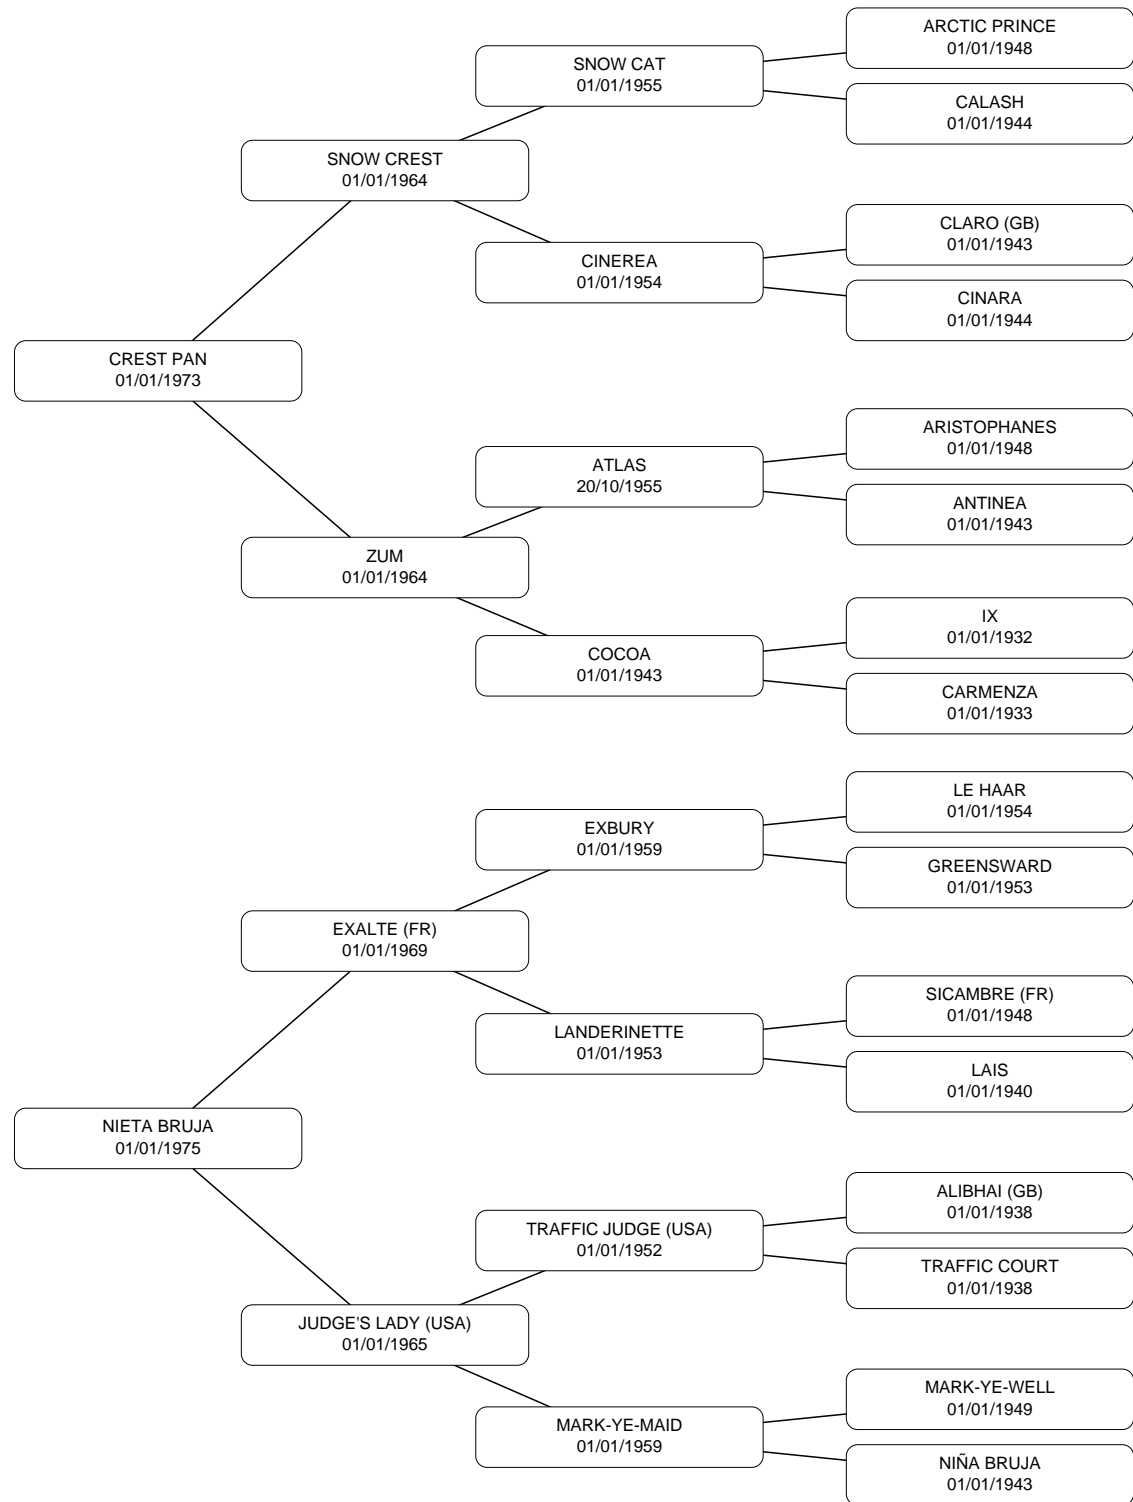 ARCTIC PRINCE
01/01/1948
SNOW CAT
01/01/1955
CALASH
01/01/1944
SNOW CREST
01/01/1964
CLARO (GB)
01/01/1943
CINEREA
01/01/1954
CINARA
01/01/1944
CREST PAN
01/01/1973
ARISTOPHANES
01/01/1948
ATLAS
20/10/1955
ANTINEA
01/01/1943
ZUM
01/01/1964
IX
01/01/1932
COCOA
01/01/1943
CARMENZA
01/01/1933
LE HAAR
01/01/1954
EXBURY
01/01/1959
GREENSWARD
01/01/1953
EXALTE (FR)
01/01/1969
SICAMBRE (FR)
01/01/1948
LANDERINETTE
01/01/1953
LAIS
01/01/1940
NIETA BRUJA
01/01/1975
ALIBHAI (GB)
01/01/1938
TRAFFIC JUDGE (USA)
01/01/1952
TRAFFIC COURT
01/01/1938
JUDGE'S LADY (USA)
01/01/1965
MARK-YE-WELL
01/01/1949
MARK-YE-MAID
01/01/1959
NIÑA BRUJA
01/01/1943